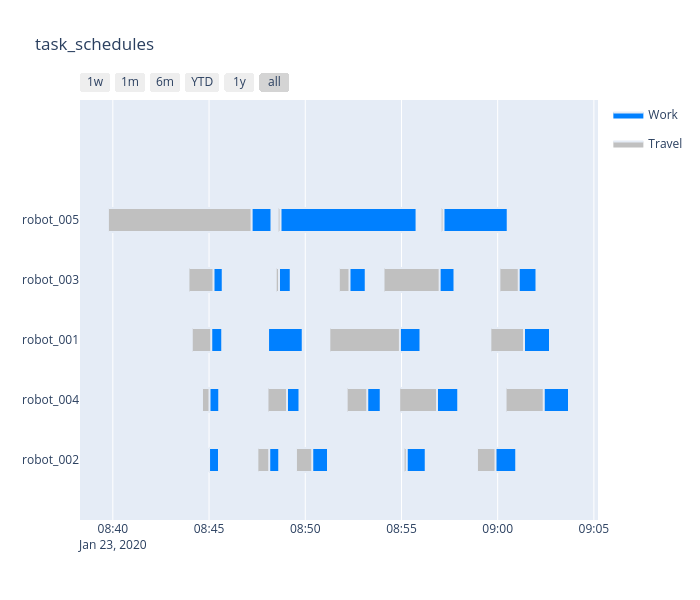 task_schedules
1w 1m 6m YTD 1y all
Work
Travel
robot_005
robot_003
robot_001
robot_004
robot_002
08:40 08:45 08:50 08:55 09:00 09:05
Jan 23, 2020